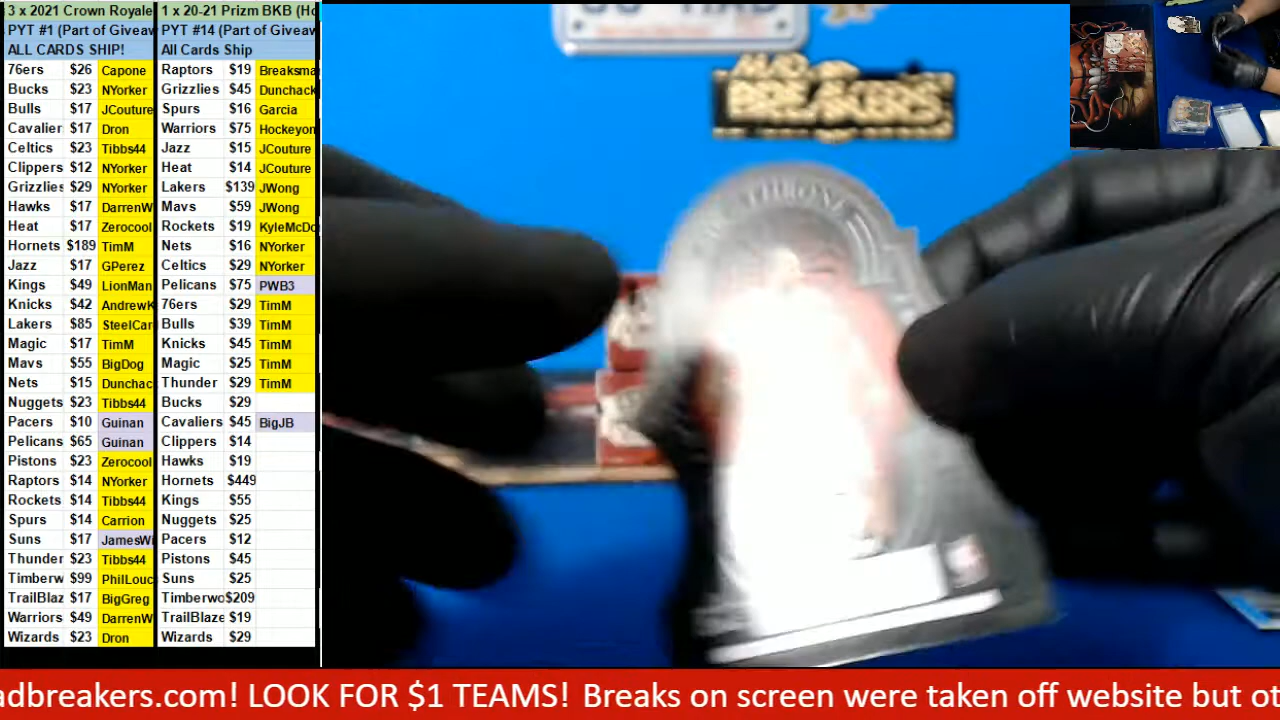 3 x 2021 Crown Royale
PYT #1 (Part of Giveaw
ALL CARDS SHIP!
76ers $26 Capone
Bucks $23 NYorker
Bulls $17 JCouture
Cavalier $17 Dron
Celtics $23 Tibbs44
Clippers $12 NYorker
Grizzlies $29 NYorker
Hawks $17 DarrenW
Heat $17 Zerocool
Hornets $189 TimM
Jazz $17 GPerez
Kings $49 LionMan
Knicks $42 AndrewK
Lakers $85 SteelCar
Magic $17 TimM
Mavs $55 BigDog
Nets $15 Dunchac
Nuggets $23 Tibbs44
Pacers $10 Guinan
Pelicans $65 Guinan
Pistons $23 Zerocool
Raptors $14 NYorker
Rockets $14 Tibbs44
Spurs $14 Carrion
Suns $17 JamesWi
Thunder $23 Tibbs44
Timberw $99 PhilLouc
TrailBlaz $17 BigGreg
Warriors $49 DarrenW
Wizards $23 Dron
1 x 20-21 Prizm BKB (Ho
PYT #14 (Part of Giveaw
All Cards Ship
Raptors $19 Breaksma
Grizzlies $45 Dunchack
Spurs $16 Garcia
Warriors $75 Hockeyon
Jazz $15 JCouture
Heat $14 JCouture
Lakers $139 JWong
Mavs $59 JWong
Rockets $19 KyleMcDo
Nets $16 NYorker
Celtics $29 NYorker
Pelicans $75 PWB3
76ers $29 TimM
Bulls $39 TimM
Knicks $45 TimM
Magic $25 TimM
Thunder $29 TimM
Bucks $29
Cavaliers $45 BigJB
Clippers $14
Hawks $19
Hornets $449
Kings $55
Nuggets $25
Pacers $12
Pistons $45
Suns $25
Timberwo $209
TrailBlaze $19
Wizards $29
MAD
BREAKERS
THRONE
adbreakers.com! LOOK FOR $1 TEAMS! Breaks on screen were taken off website but ot